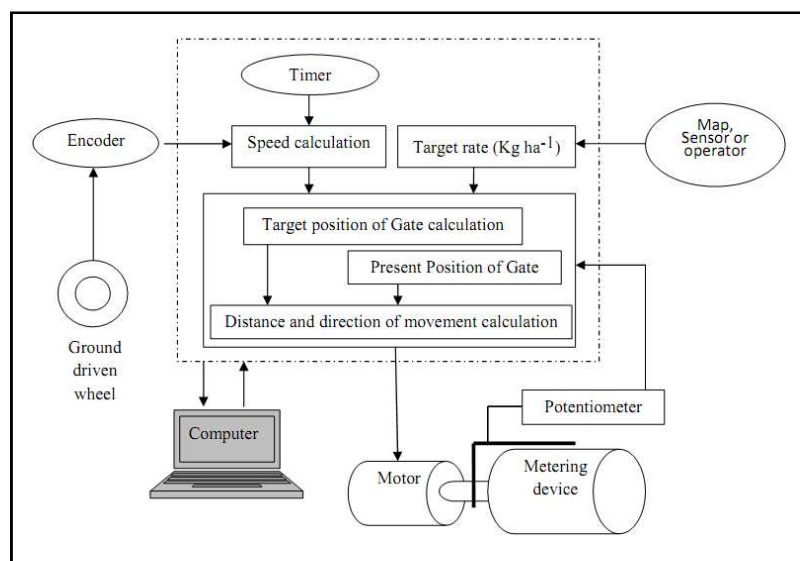 Timer
Encoder
Speed calculation
Target rate (Kg ha-1)
Map,
Sensor or
operator
Target position of Gate calculation
Present Position of Gate
Distance and direction of movement calculation
Ground
driven
wheel
Computer
Potentiometer
Motor
Metering
device